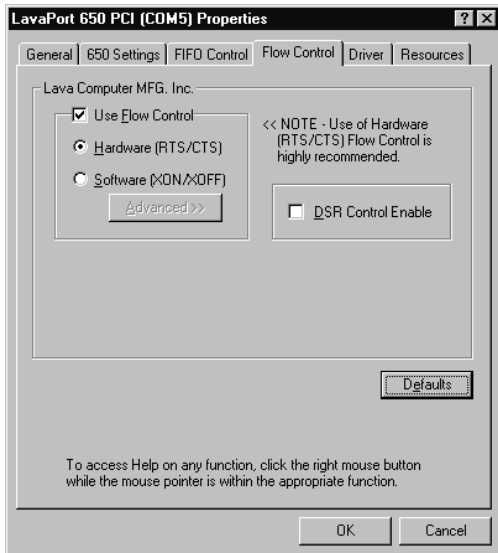 LavaPort 650 PCI (COM5) Properties
General 650 Settings FIFO Control Flow Control Driver Resources
Lava Computer MFG. Inc.
Use Flow Control
Hardware (RTS/CTS)
Software (XON/XOFF)
Advanced >>
<< NOTE - Use of Hardware
(RTS/CTS) Flow Control is
highly recommended.
DSR Control Enable
Defaults
To access Help on any function, click the right mouse button
while the mouse pointer is within the appropriate function.
OK Cancel